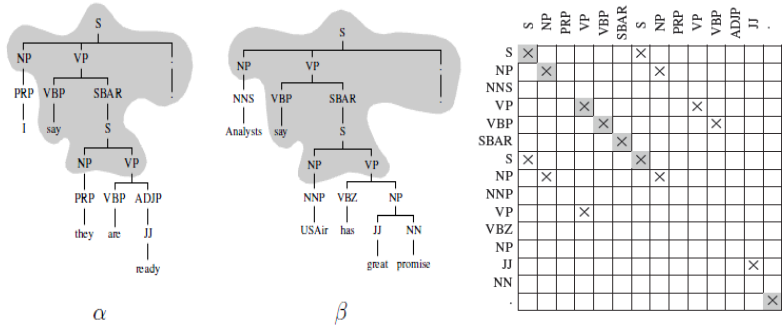 S
NP VP .
PRP VBP SBAR .
I say S
NP VP
PRP VBP ADJP
they are JJ
ready
α
S
NP VP .
NNS VBP SBAR .
Analysts say S
NP VP
NNP VBZ NP
USAir has JJ NN
great promise
β
S NP PRP VP VBP SBAR S NP PRP VP VBP ADJP JJ .
S
NP
NNS
VP
VBP
SBAR
S
NP
NNP
VP
VBZ
NP
JJ
NN
.